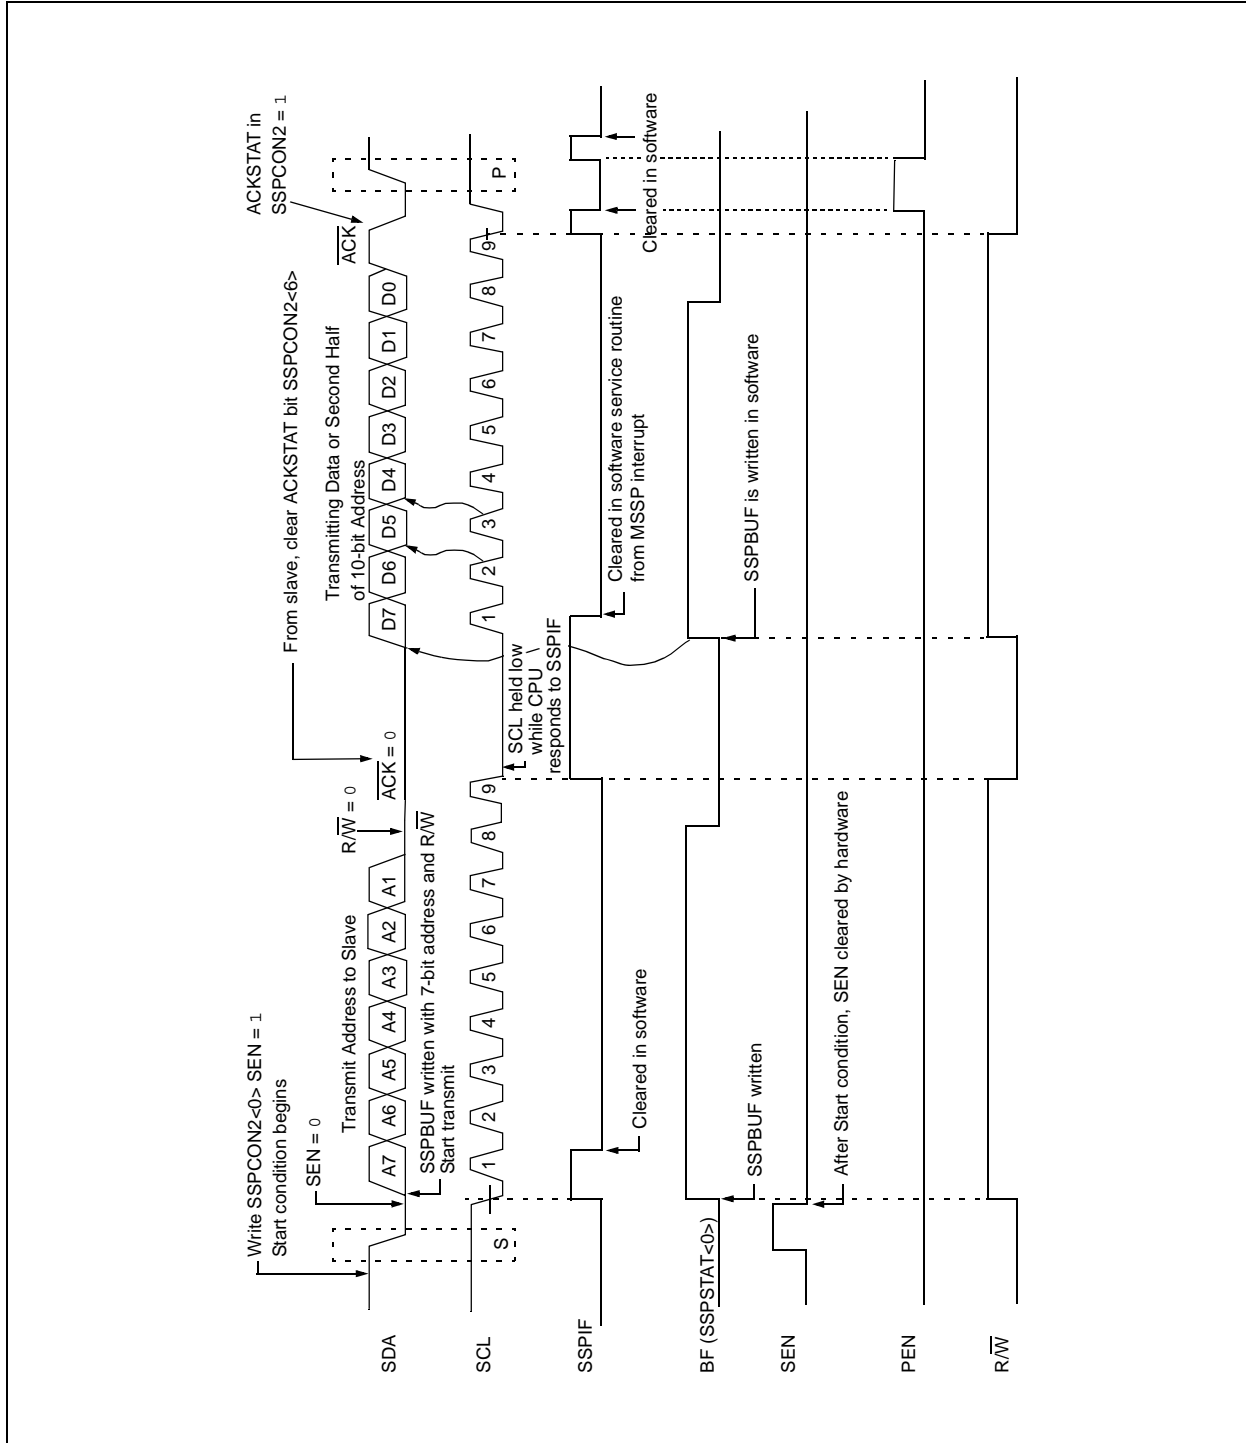 Write SSPCON2<0> SEN = 1
Start condition begins
SEN = 0
Transmit Address to Slave
R/W = 0
From slave, clear ACKSTAT bit SSPCON2<6>
ACK = 0
Transmitting Data or Second Half
of 10-bit Address
ACKSTAT in
SSPCON2 = 1
ACK
SDA
A7 A6 A5 A4 A3 A2 A1
D7 D6 D5 D4 D3 D2 D1 D0
SSPBUF written with 7-bit address and R/W
Start transmit
SCL
S
1 2 3 4 5 6 7 8 9
1 2 3 4 5 6 7 8 9
P
SCL held low
while CPU
responds to SSPIF
SSPIF
Cleared in software
Cleared in software service routine
from MSSP interrupt
Cleared in software
BF (SSPSTAT<0>)
SSPBUF written
SSPBUF is written in software
SEN
After Start condition, SEN cleared by hardware
PEN
R/W